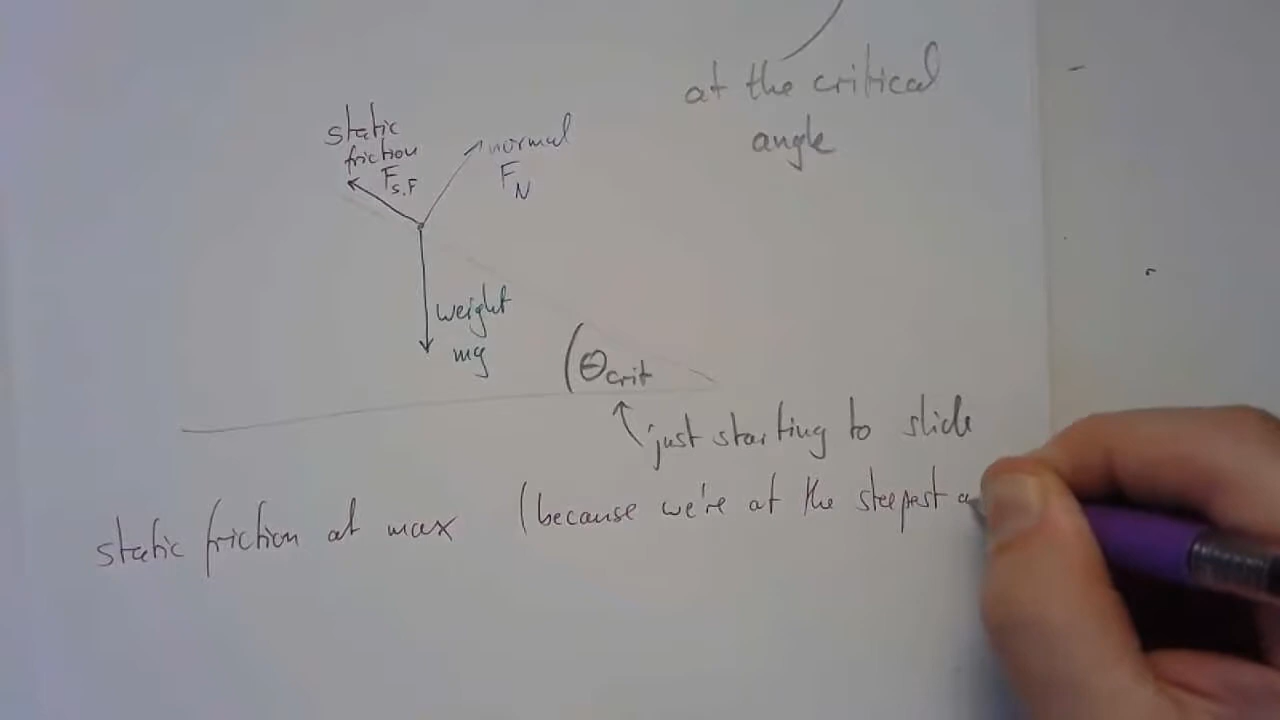 at the critical
angle
static
friction
F_S.F
normal
F_N
weight
mg
θcrit
just starting to slide
static friction at max (because we're at the steepest a